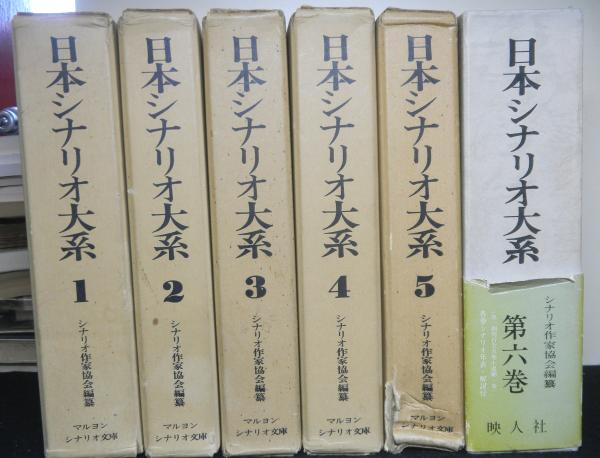 日本シナリオ大系
1
シナリオ作家協会編纂
マルヨン
シナリオ文庫
日本シナリオ大系
2
シナリオ作家協会編纂
マルヨン
シナリオ文庫
日本シナリオ大系
3
シナリオ作家協会編纂
マルヨン
シナリオ文庫
日本シナリオ大系
4
シナリオ作家協会編纂
マルヨン
シナリオ文庫
日本シナリオ大系
5
シナリオ作家協会編纂
マルヨン
シナリオ文庫
日本シナリオ大系
シナリオ作家協会編纂
第六巻
映人社